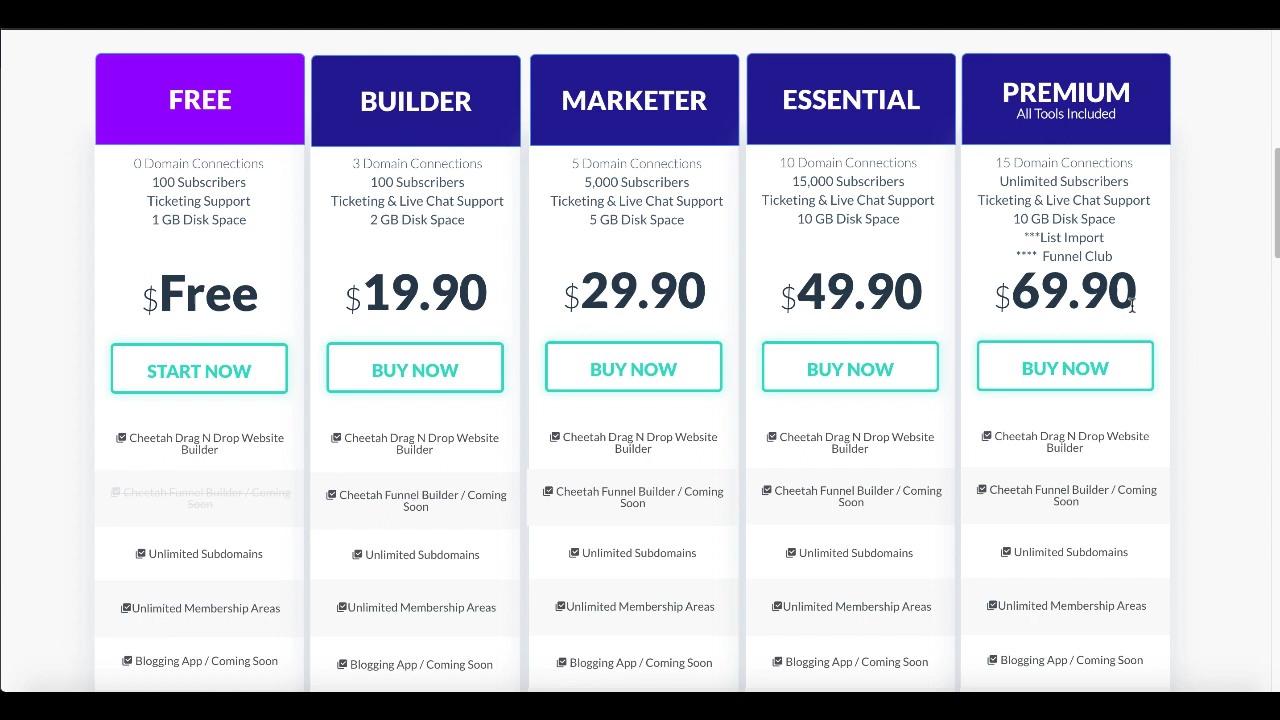 FREE
0 Domain Connections
100 Subscribers
Ticketing Support
1 GB Disk Space
$Free
START NOW
Cheetah Drag N Drop Website
Builder
Cheetah Funnel Builder / Coming
Soon
Unlimited Subdomains
Unlimited Membership Areas
Blogging App / Coming Soon
BUILDER
3 Domain Connections
100 Subscribers
Ticketing & Live Chat Support
2 GB Disk Space
$19.90
BUY NOW
Cheetah Drag N Drop Website
Builder
Cheetah Funnel Builder / Coming
Soon
Unlimited Subdomains
Unlimited Membership Areas
Blogging App / Coming Soon
MARKETER
5 Domain Connections
5,000 Subscribers
Ticketing & Live Chat Support
5 GB Disk Space
$29.90
BUY NOW
Cheetah Drag N Drop Website
Builder
Cheetah Funnel Builder / Coming
Soon
Unlimited Subdomains
Unlimited Membership Areas
Blogging App / Coming Soon
ESSENTIAL
10 Domain Connections
15,000 Subscribers
Ticketing & Live Chat Support
10 GB Disk Space
$49.90
BUY NOW
Cheetah Drag N Drop Website
Builder
Cheetah Funnel Builder / Coming
Soon
Unlimited Subdomains
Unlimited Membership Areas
Blogging App / Coming Soon
PREMIUM
All Tools Included
15 Domain Connections
Unlimited Subscribers
Ticketing & Live Chat Support
10 GB Disk Space
***List Import
**** Funnel Club
$69.90
BUY NOW
Cheetah Drag N Drop Website
Builder
Cheetah Funnel Builder / Coming
Soon
Unlimited Subdomains
Unlimited Membership Areas
Blogging App / Coming Soon